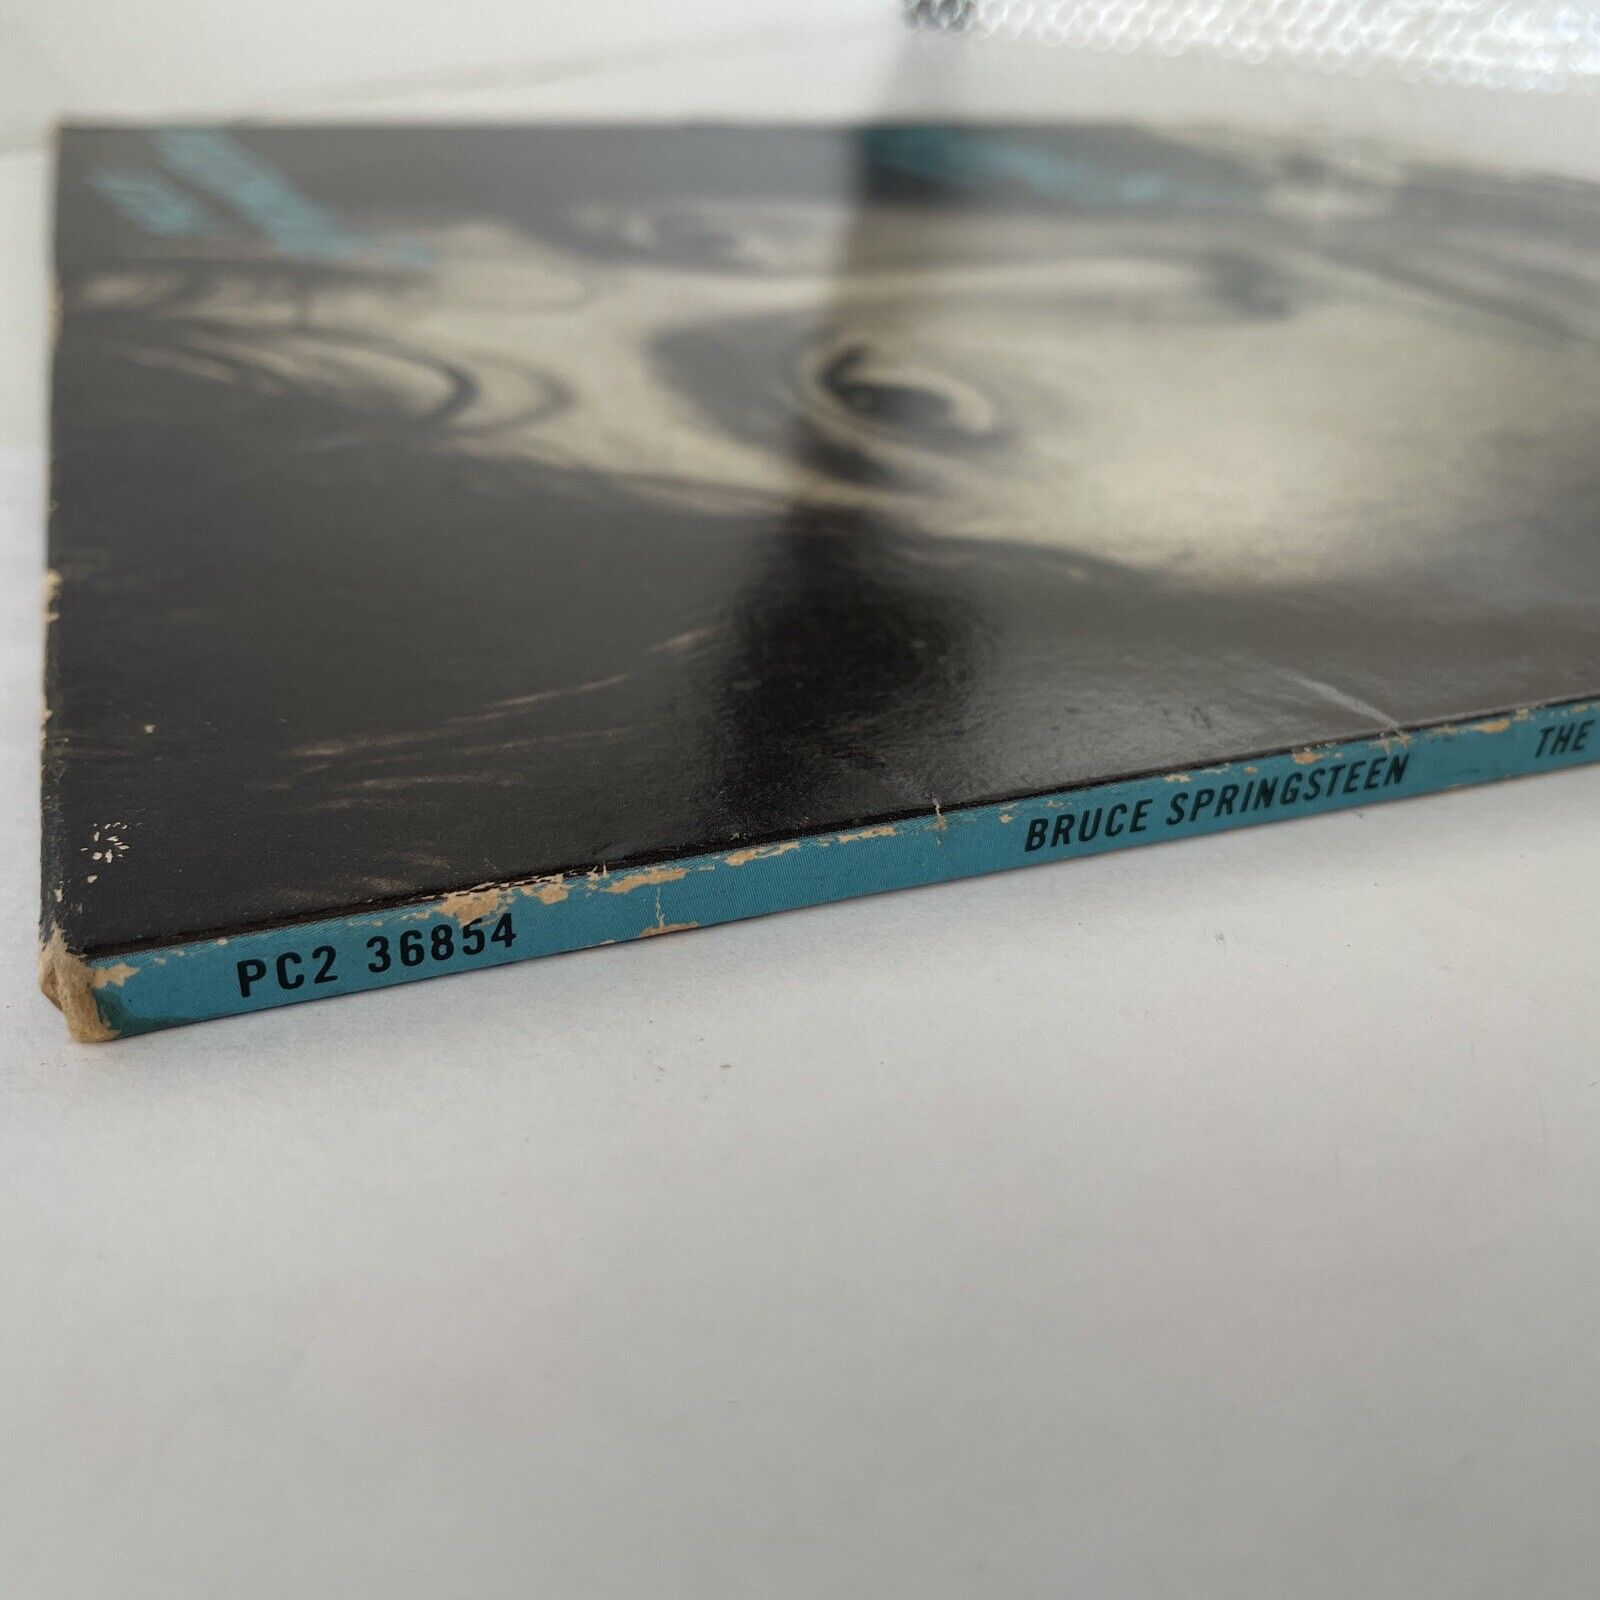 PC2 36854 BRUCE SPRINGSTEEN THE